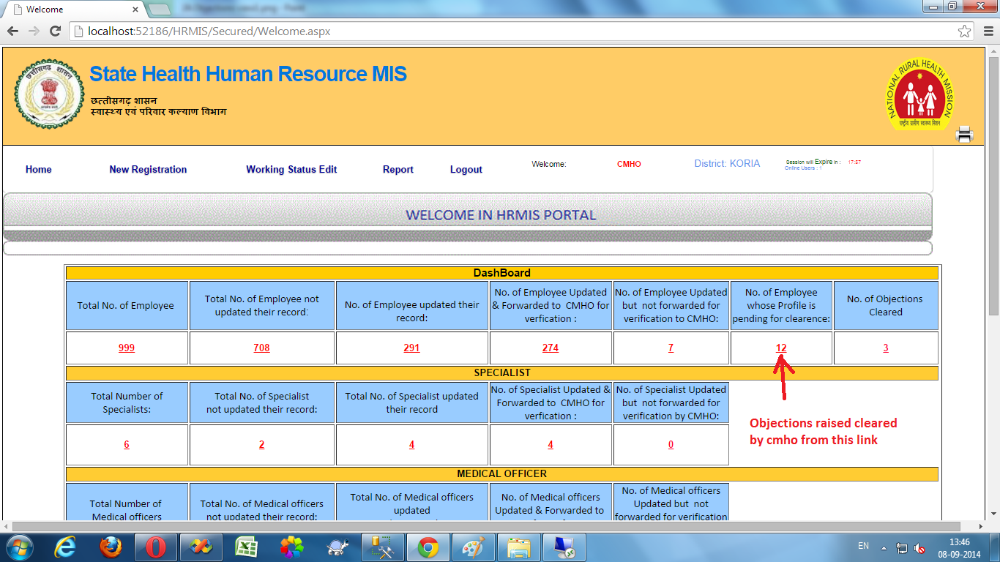 Welcome
localhost:52186/HRMIS/Secured/Welcome.aspx
छत्तीसगढ़ शासन
State Health Human Resource MIS
छत्तीसगढ़ शासन
स्वास्थ्य एवं परिवार कल्याण विभाग
NATIONAL RURAL HEALTH MISSION
राष्ट्रीय ग्रामीण स्वास्थ्य मिशन
Home New Registration Working Status Edit Report Logout
Welcome: CMHO District: KORIA Session will Expire in : 17:57
Online Users : 1
WELCOME IN HRMIS PORTAL
DashBoard
Total No. of Employee
Total No. of Employee not
updated their record:
No. of Employee updated their
record:
No. of Employee Updated
& Forwarded to CMHO for
verfication :
No. of Employee Updated
but not forwarded for
verification to CMHO:
No. of Employee
whose Profile is
pending for clearence:
No. of Objections
Cleared
999 708 291 274 7 12 3
SPECIALIST
Total Number of
Specialists:
Total No. of Specialist
not updated their record:
Total No. of Specialist updated
their record
No. of Specialist Updated &
Forwarded to CMHO for
verfication :
No. of Specialist Updated
but not forwarded for
verification by CMHO:
Objections raised cleared
by cmho from this link
6 2 4 4 0
MEDICAL OFFICER
Total Number of
Medical officers
Total No. of Medical officers
not updated their record:
Total No. of Medical officers
updated
No. of Medical officers
Updated & Forwarded to
No. of Medical officers
Updated but not
forwarded for verification
EN
13:46
08-09-2014